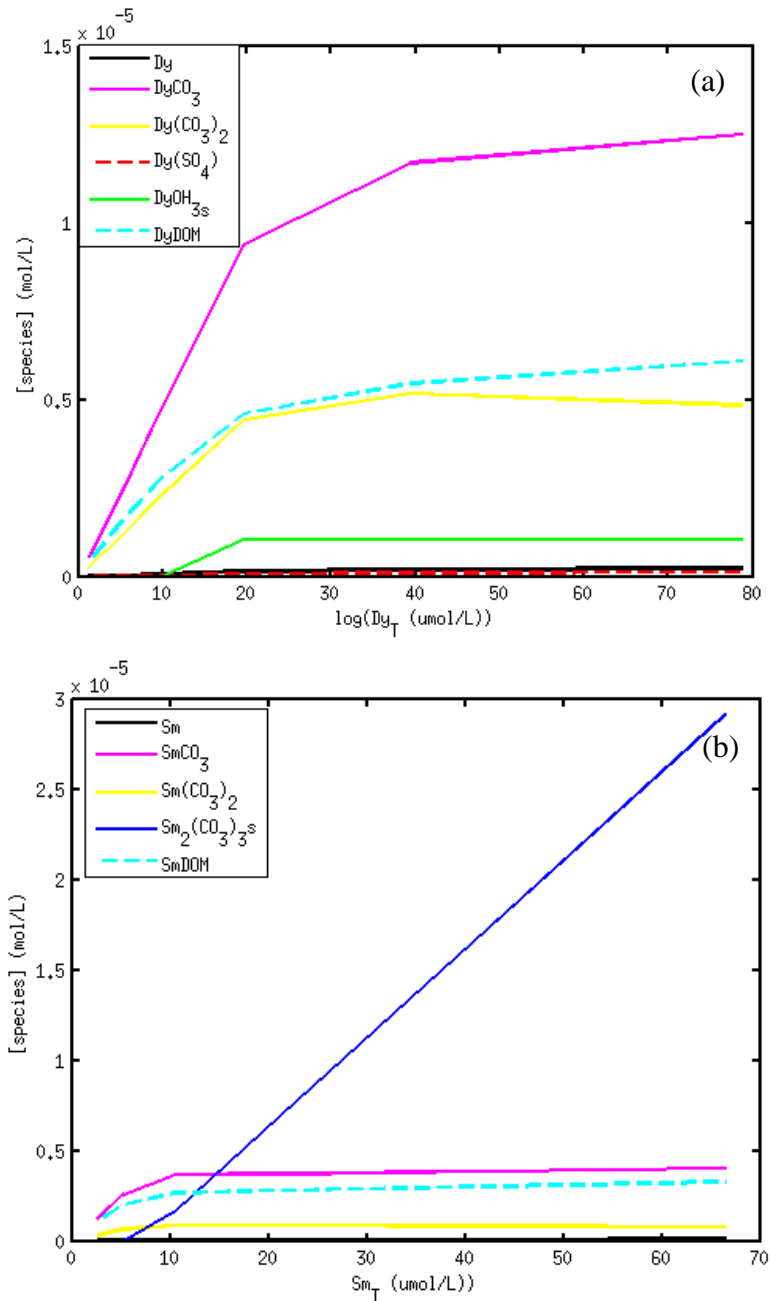 × 10⁻⁵
1.5
1
0.5
0
[species] (mol/L)
Dy
DyCO₃
Dy(CO₃)₂
Dy(SO₄)
DyOH₃ₛ
DyDOM
(a)
0 10 20 30 40 50 60 70 80
log(Dy_T (umol/L))
× 10⁻⁵
3
2.5
2
1.5
1
0.5
0
[species] (mol/L)
Sm
SmCO₃
Sm(CO₃)₂
Sm₂(CO₃)₃s
SmDOM
(b)
0 10 20 30 40 50 60 70
Sm_T (umol/L))